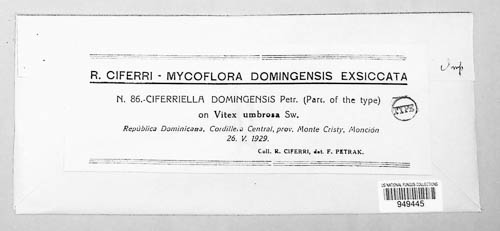 R. CIFERRI - MYCOFLORA DOMINGENSIS EXSICCATA
N. 86.-CIFERRIELLA DOMINGENSIS Petr. (Part. of the type)
TYPE
on Vitex umbrosa Sw.
República Dominicana, Cordillera Central, prov. Monte Cristy, Monción
26. V. 1929.
Coll. R. CIFERRI, det. F. PETRAK.
US NATIONAL FUNGUS COLLECTIONS
949445